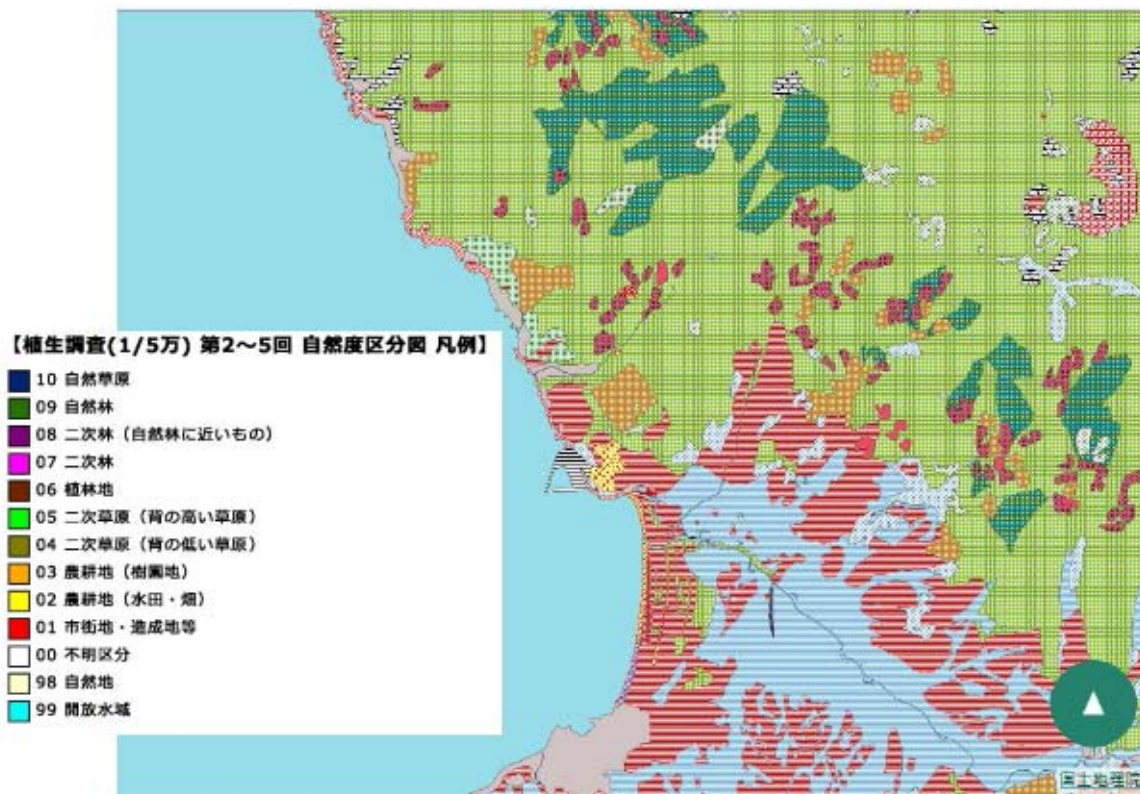 【植生調査(1/5万) 第2～5回 自然度区分図 凡例】
10 自然草原
09 自然林
08 二次林（自然林に近いもの）
07 二次林
06 植林地
05 二次草原（背の高い草原）
04 二次草原（背の低い草原）
03 農耕地（樹園地）
02 農耕地（水田・畑）
01 市街地・造成地等
00 不明区分
98 自然地
99 開放水域
国土地理院